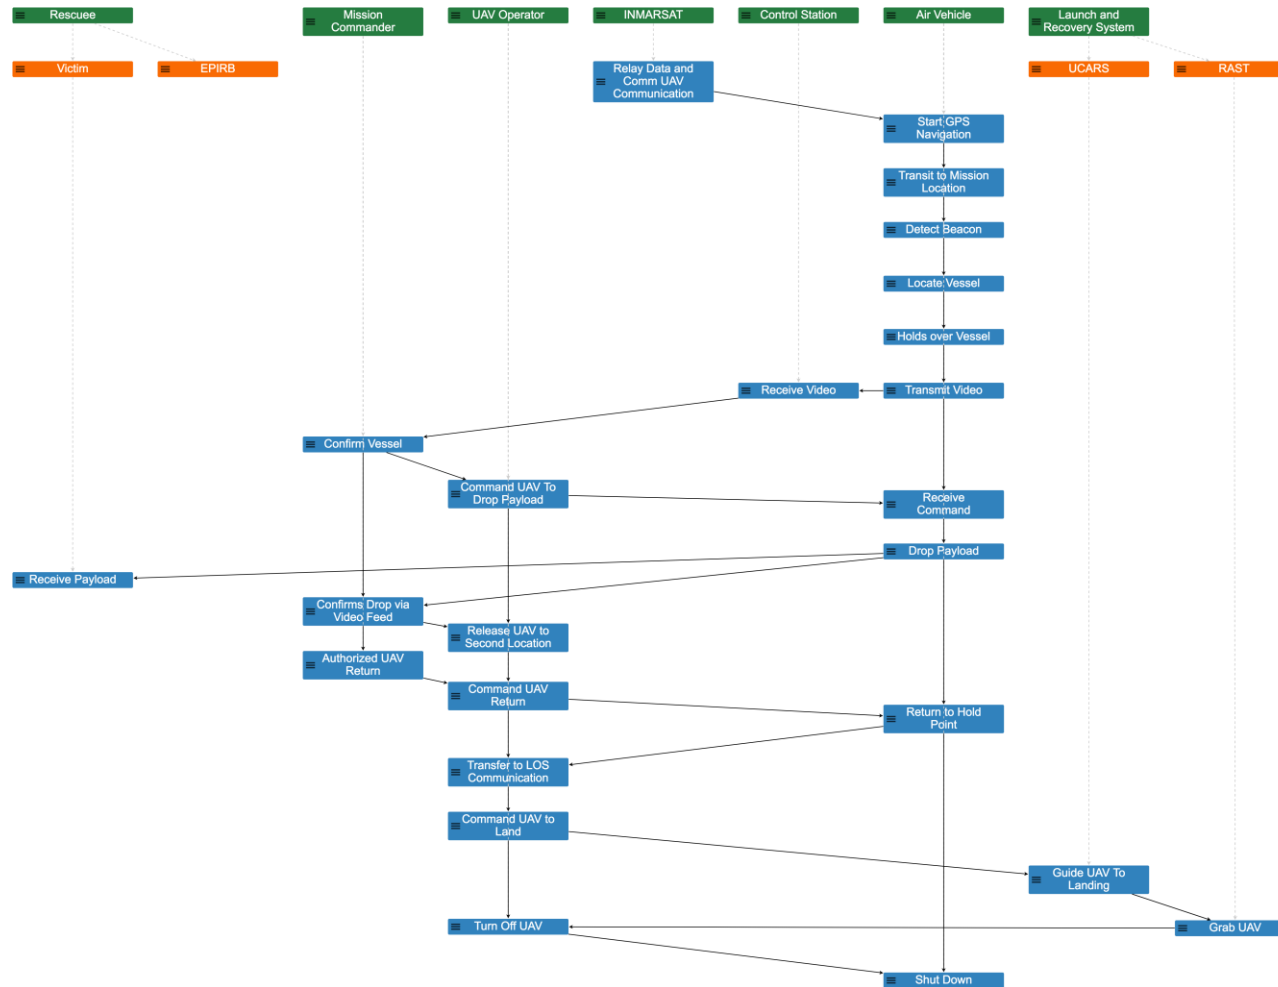 Rescuee
Mission
Commander
UAV Operator
INMARSAT
Control Station
Air Vehicle
Launch and
Recovery System
Victim
EPIRB
Relay Data and
Comm UAV
Communication
UCARS
RAST
Start GPS
Navigation
Transit to Mission
Location
Detect Beacon
Locate Vessel
Holds over Vessel
Receive Video
Transmit Video
Confirm Vessel
Command UAV To
Drop Payload
Receive
Command
Drop Payload
Receive Payload
Confirms Drop via
Video Feed
Release UAV to
Second Location
Authorized UAV
Return
Command UAV
Return
Return to Hold
Point
Transfer to LOS
Communication
Command UAV to
Land
Guide UAV To
Landing
Turn Off UAV
Grab UAV
Shut Down